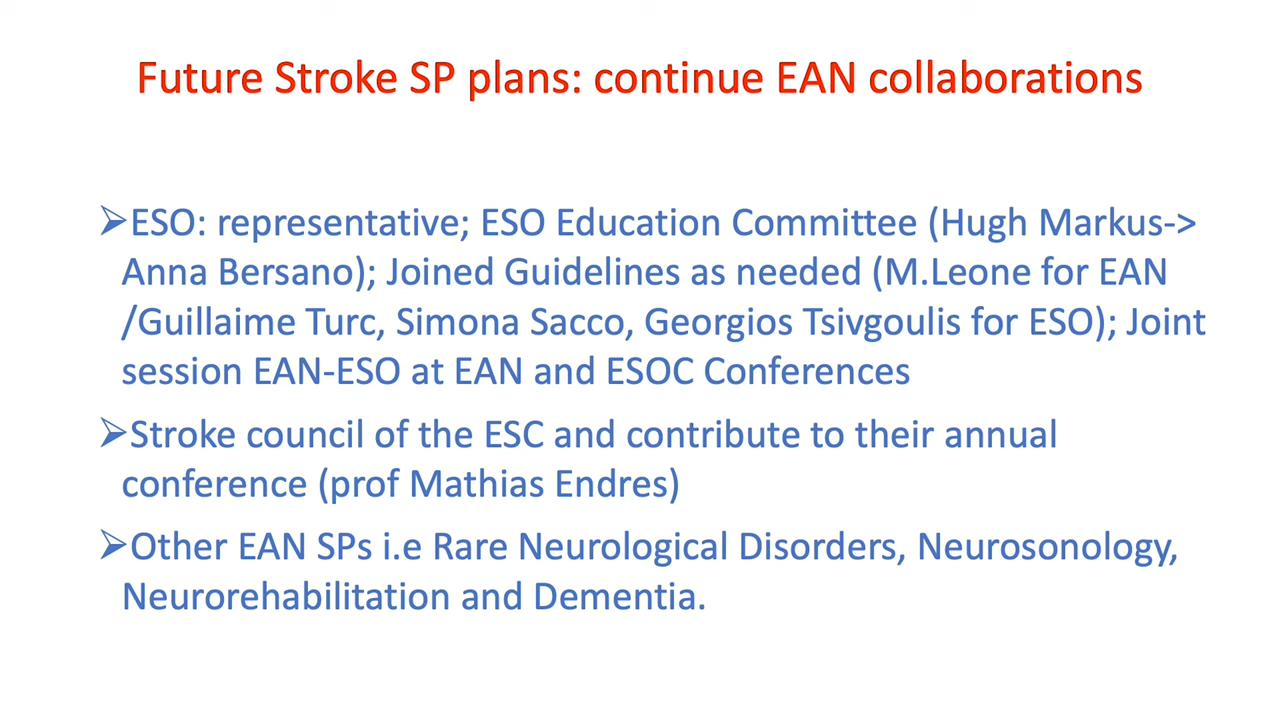 Future Stroke SP plans: continue EAN collaborations
➢ESO: representative; ESO Education Committee (Hugh Markus->
Anna Bersano); Joined Guidelines as needed (M.Leone for EAN
/Guillaime Turc, Simona Sacco, Georgios Tsivgoulis for ESO); Joint
session EAN-ESO at EAN and ESOC Conferences
➢Stroke council of the ESC and contribute to their annual
conference (prof Mathias Endres)
➢Other EAN SPs i.e Rare Neurological Disorders, Neurosonology,
Neurorehabilitation and Dementia.